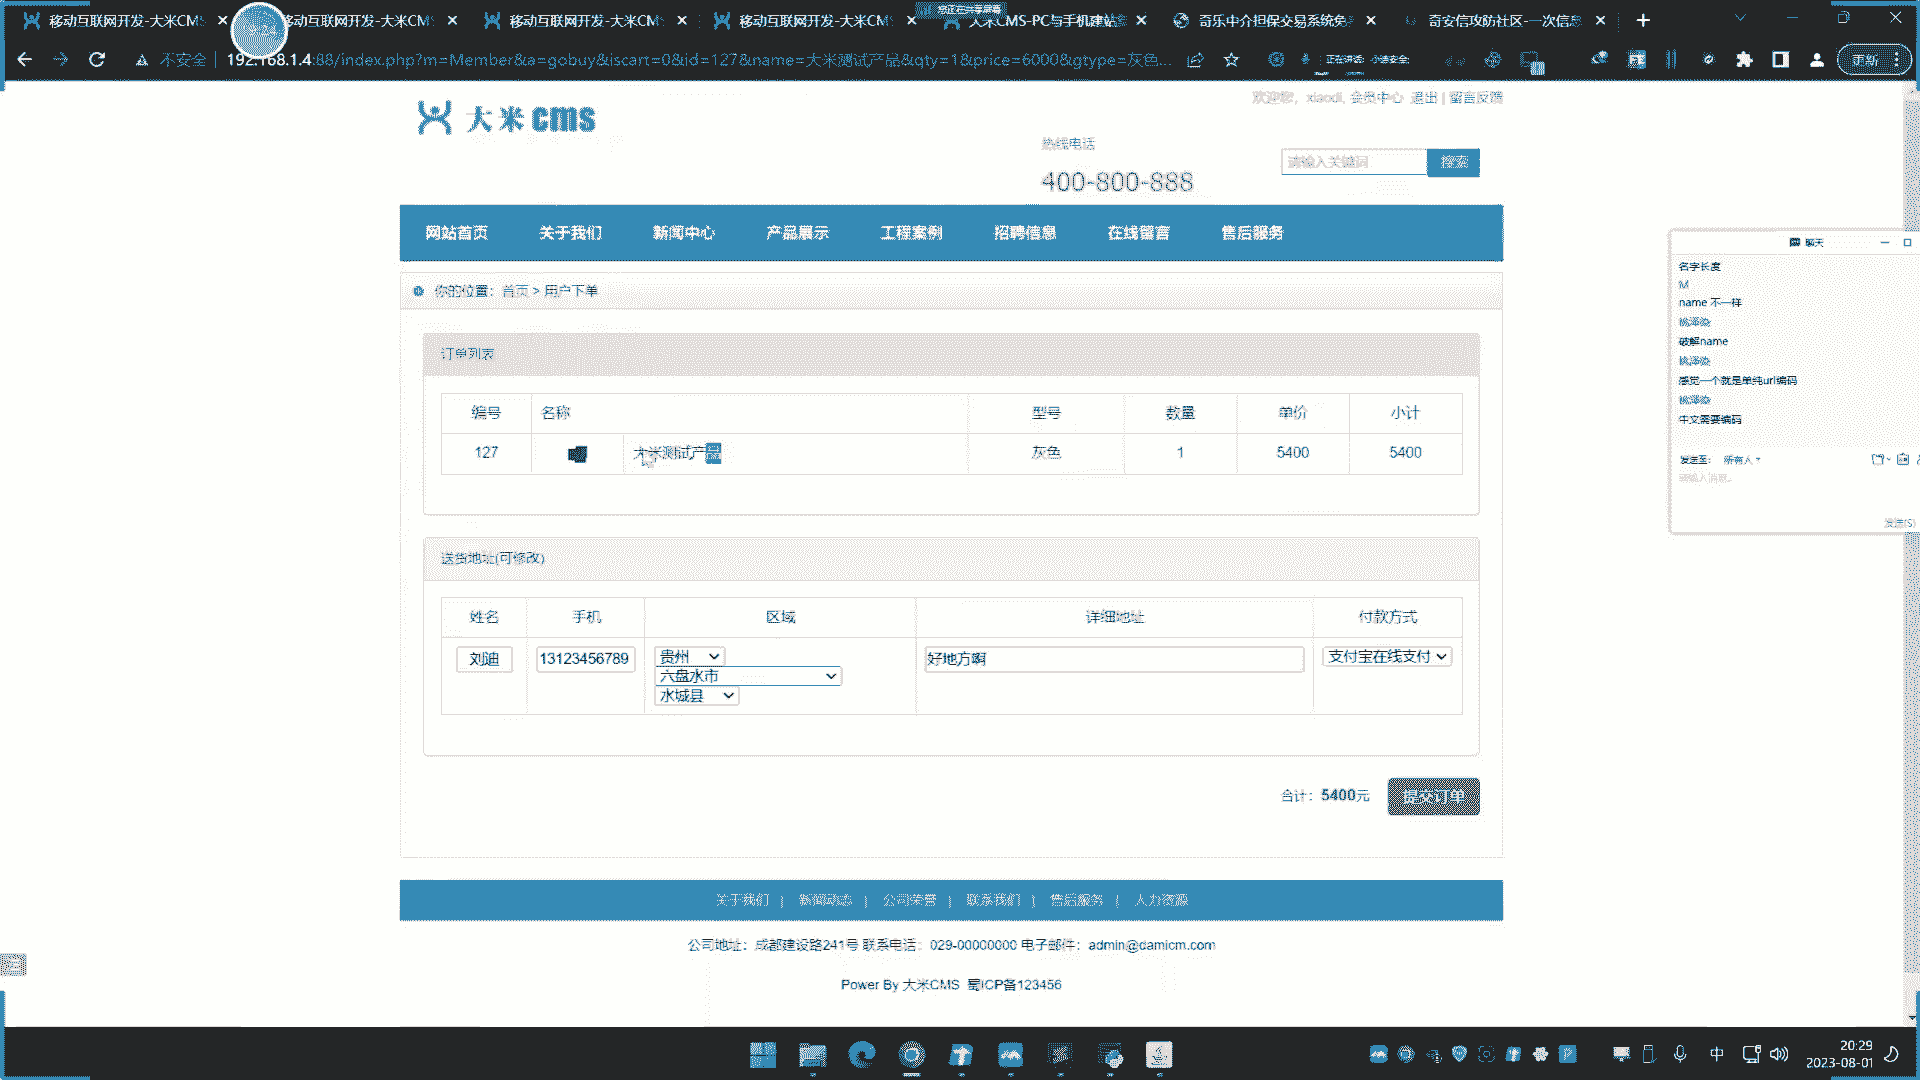 移动互联网开发-大米CMS
移动互联网开发-大米CMS
移动互联网开发-大米CMS
移动互联网开发-大米CMS
大米CMS-PC与手机建站
奇乐中介担保交易系统免
奇安信攻防社区-一次信息
不安全 192.168.1.4:88/index.php?m=Member&a=gobuy&iscart=0&id=127&name=大米测试产品&qty=1&price=6000&gtype=灰色...
更新
大米cms
欢迎您, xiaodi, 会员中心 退出 | 留言反馈
热线电话
400-800-888
请输入关键词
搜索
网站首页 关于我们 新闻中心 产品展示 工程案例 招聘信息 在线留言 售后服务
你的位置：首页 > 用户下单
订单列表
编号 名称 型号 数量 单价 小计
127 大米测试产品 灰色 1 5400 5400
送货地址(可修改)
姓名 手机 区域 详细地址 付款方式
刘迪 13123456789 贵州 好地方啊 支付宝在线支付
六盘水市
水城县
合计：5400元 提交订单
关于我们 | 新闻动态 | 公司荣誉 | 联系我们 | 售后服务 | 人力资源
公司地址：成都建设路241号 联系电话：029-00000000 电子邮件：admin@damicm.com
Power By 大米CMS 蜀ICP备123456
聊天
名字长度
M
name 不一样
破解name
感觉一个就是单纯url编码
中文需要编码
发送至： 所有人
请输入消息...
发送(S)
中
20:29
2023-08-01